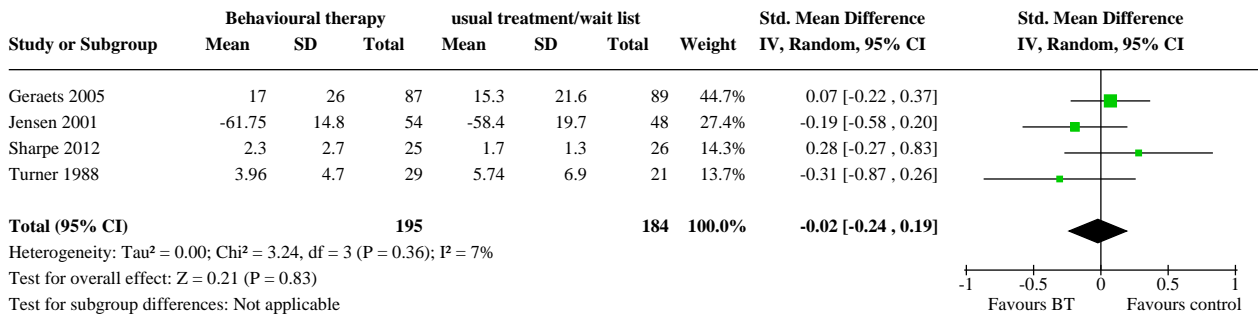 Behavioural therapy usual treatment/wait list Std. Mean Difference Std. Mean Difference
Study or Subgroup Mean SD Total Mean SD Total Weight IV, Random, 95% CI IV, Random, 95% CI
Geraets 2005 17 26 87 15.3 21.6 89 44.7% 0.07 [-0.22 , 0.37]
Jensen 2001 -61.75 14.8 54 -58.4 19.7 48 27.4% -0.19 [-0.58 , 0.20]
Sharpe 2012 2.3 2.7 25 1.7 1.3 26 14.3% 0.28 [-0.27 , 0.83]
Turner 1988 3.96 4.7 29 5.74 6.9 21 13.7% -0.31 [-0.87 , 0.26]
Total (95% CI) 195 184 100.0% -0.02 [-0.24 , 0.19]
Heterogeneity: Tau² = 0.00; Chi² = 3.24, df = 3 (P = 0.36); I² = 7%
Test for overall effect: Z = 0.21 (P = 0.83)
Test for subgroup differences: Not applicable
-1 -0.5 0 0.5 1
Favours BT Favours control